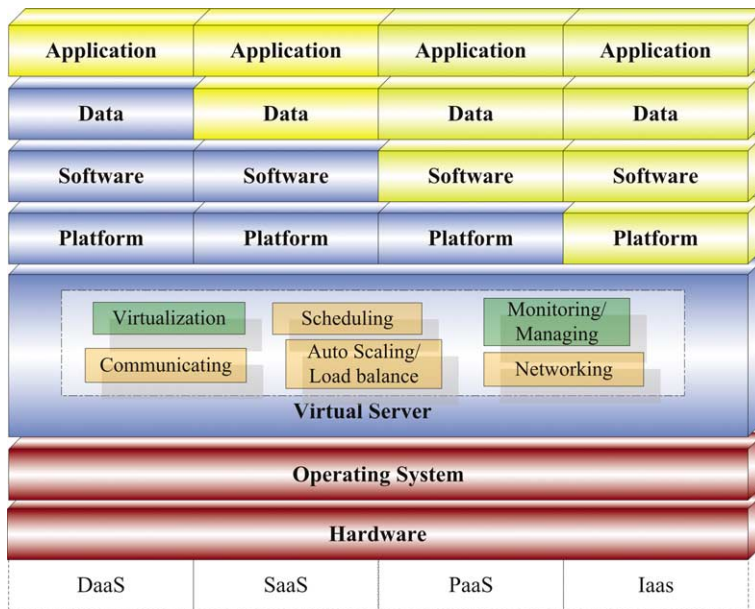 Application Application Application Application
Data Data Data Data
Software Software Software Software
Platform Platform Platform Platform
Virtualization Scheduling Monitoring/
Managing
Communicating Auto Scaling/
Load balance Networking
Virtual Server
Operating System
Hardware
DaaS SaaS PaaS Iaas